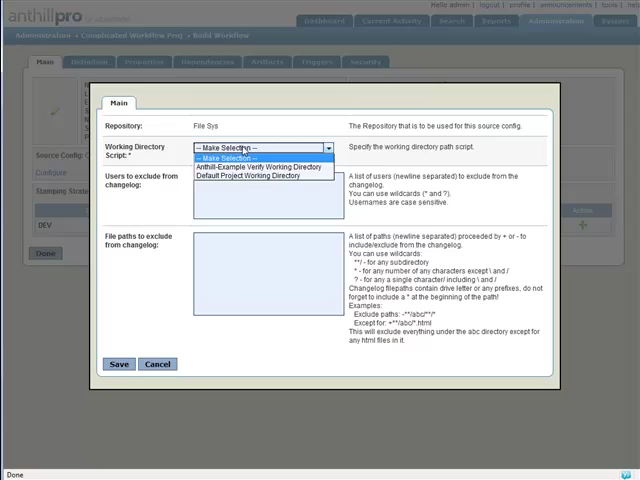 Hello admin | logout | profile | announcements | tools | help
anthillpro by urbancode
Dashboard Current Activity Search Reports Administration System
Administration > Complicated Workflow Proj > Build Workflow
Main Definition Properties Dependencies Artifacts Triggers Security
Main
Repository: File Sys The Repository that is to be used for this source config.
Working Directory Script: * -- Make Selection -- Specify the working directory path script.
-- Make Selection --
Anthill-Example Verify Working Directory
Default Project Working Directory
Users to exclude from changelog:
A list of users (newline separated) to exclude from the
changelog.
You can use wildcards (* and ?).
Usernames are case sensitive.
File paths to exclude from changelog:
A list of paths (newline separated) proceeded by + or - to
include/exclude from the changelog.
You can use wildcards:
**/ - for any subdirectory
* - for any number of any characters except \ and /
? - for any a single character/ including \ and /
Changelog filepaths contain drive letter or any prefixes, do not
forget to include a * at the beginning of the path!
Examples:
Exclude paths: -**/abc/**/*
Except for: +**/abc/*.html
This will exclude everything under the abc directory except for
any html files in it.
Save Cancel
Source Config:
Configure
Stamping Strate
DEV
Action
Done
Done